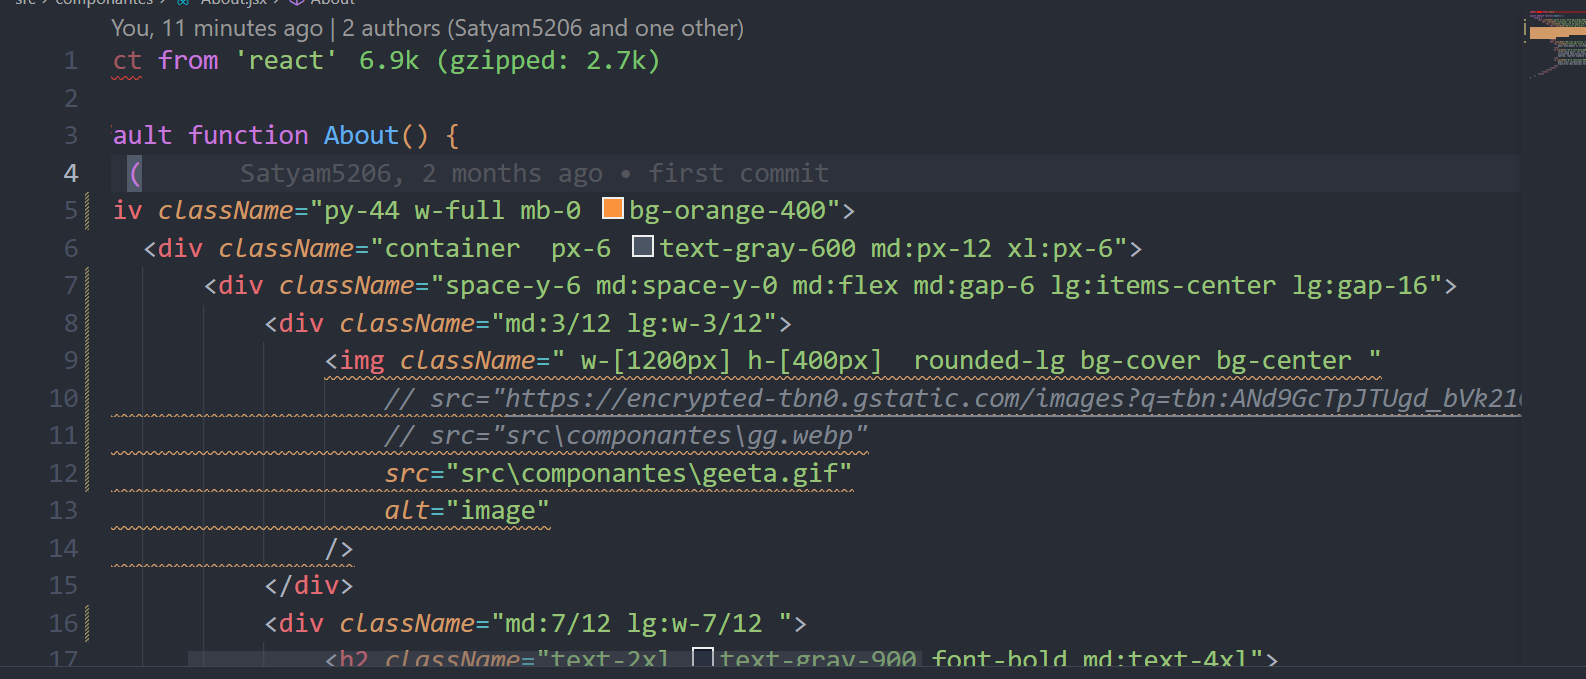 src > componantes > About.jsx > About
You, 11 minutes ago | 2 authors (Satyam5206 and one other)
1 ct from 'react' 6.9k (gzipped: 2.7k)
2
3 ault function About() {
4 ( Satyam5206, 2 months ago • first commit
5 iv className="py-44 w-full mb-0 bg-orange-400">
6 <div className="container  px-6 text-gray-600 md:px-12 xl:px-6">
7 <div className="space-y-6 md:space-y-0 md:flex md:gap-6 lg:items-center lg:gap-16">
8 <div className="md:3/12 lg:w-3/12">
9 <img className=" w-[1200px] h-[400px]  rounded-lg bg-cover bg-center "
10 // src="https://encrypted-tbn0.gstatic.com/images?q=tbn:ANd9GcTpJTUgd_bVk21
11 // src="src\componantes\gg.webp"
12 src="src\componantes\geeta.gif"
13 alt="image"
14 />
15 </div>
16 <div className="md:7/12 lg:w-7/12 ">
17 <h2 className="text-2xl text-gray-900 font-bold md:text-4xl">